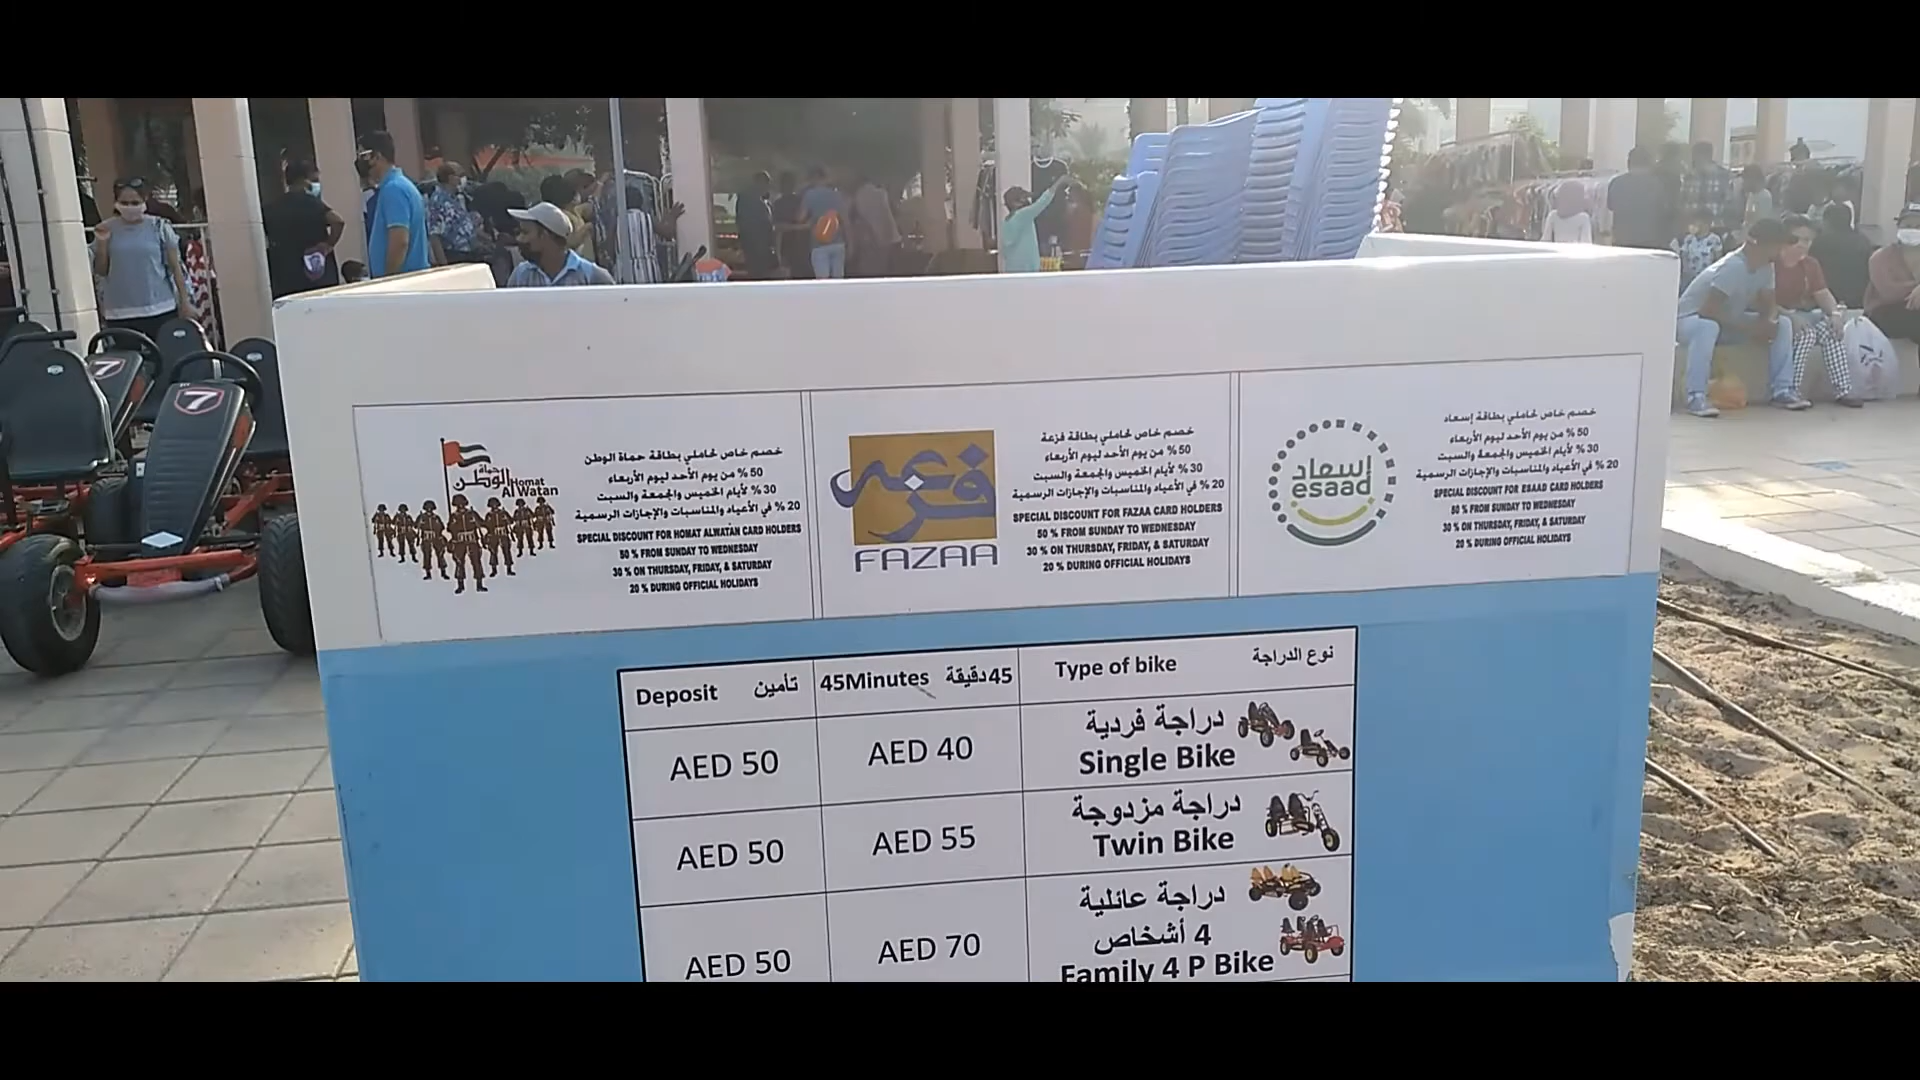 7
7
حماة
الوطن
Homat
Al Watan
خصم خاص لحاملي بطاقة حماة الوطن
50 % من يوم الأحد ليوم الأربعاء
30 % لأيام الخميس والجمعة والسبت
20 % في الأعياد والمناسبات والإجازات الرسمية
SPECIAL DISCOUNT FOR HOMAT ALWATAN CARD HOLDERS
50 % FROM SUNDAY TO WEDNESDAY
30 % ON THURSDAY, FRIDAY, & SATURDAY
20 % DURING OFFICIAL HOLIDAYS
فزعة
FAZAA
خصم خاص لحاملي بطاقة فزعة
50 % من يوم الأحد ليوم الأربعاء
30 % لأيام الخميس والجمعة والسبت
20 % في الأعياد والمناسبات والإجازات الرسمية
SPECIAL DISCOUNT FOR FAZAA CARD HOLDERS
50 % FROM SUNDAY TO WEDNESDAY
30 % ON THURSDAY, FRIDAY, & SATURDAY
20 % DURING OFFICIAL HOLIDAYS
إسعاد
esaad
خصم خاص لحاملي بطاقة إسعاد
50 % من يوم الأحد ليوم الأربعاء
30 % لأيام الخميس والجمعة والسبت
20 % في الأعياد والمناسبات والإجازات الرسمية
SPECIAL DISCOUNT FOR ESAAD CARD HOLDERS
50 % FROM SUNDAY TO WEDNESDAY
30 % ON THURSDAY, FRIDAY, & SATURDAY
20 % DURING OFFICIAL HOLIDAYS
Deposit تأمين
45Minutes 45دقيقة
Type of bike نوع الدراجة
AED 50
AED 40
دراجة فردية
Single Bike
AED 50
AED 55
دراجة مزدوجة
Twin Bike
AED 50
AED 70
دراجة عائلية
4 أشخاص
Family 4 P Bike